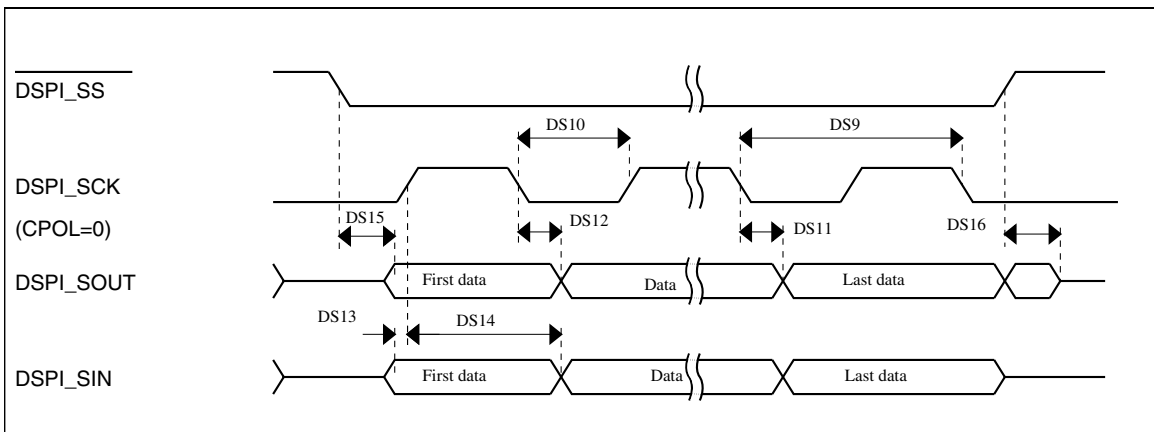 DSPI_SS
DS10
DS9
DSPI_SCK
(CPOL=0)
DS15
DS12
DS11
DS16
DSPI_SOUT
First data
Data
Last data
DS13
DS14
DSPI_SIN
First data
Data
Last data